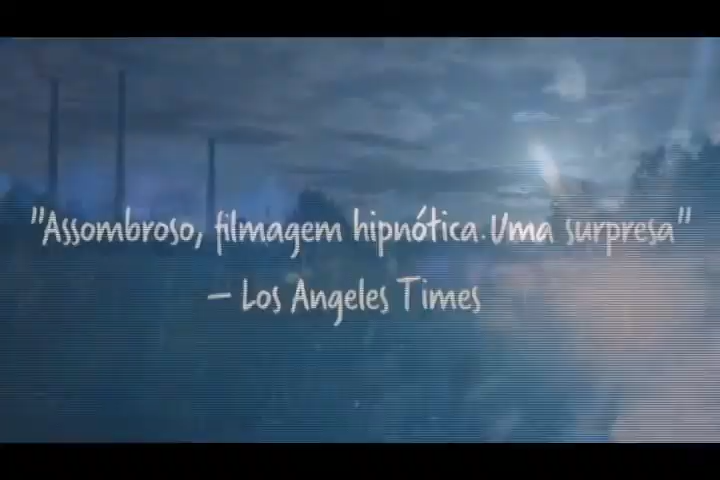 "Assombroso, filmagem hipnótica.Uma surpresa"
– Los Angeles Times